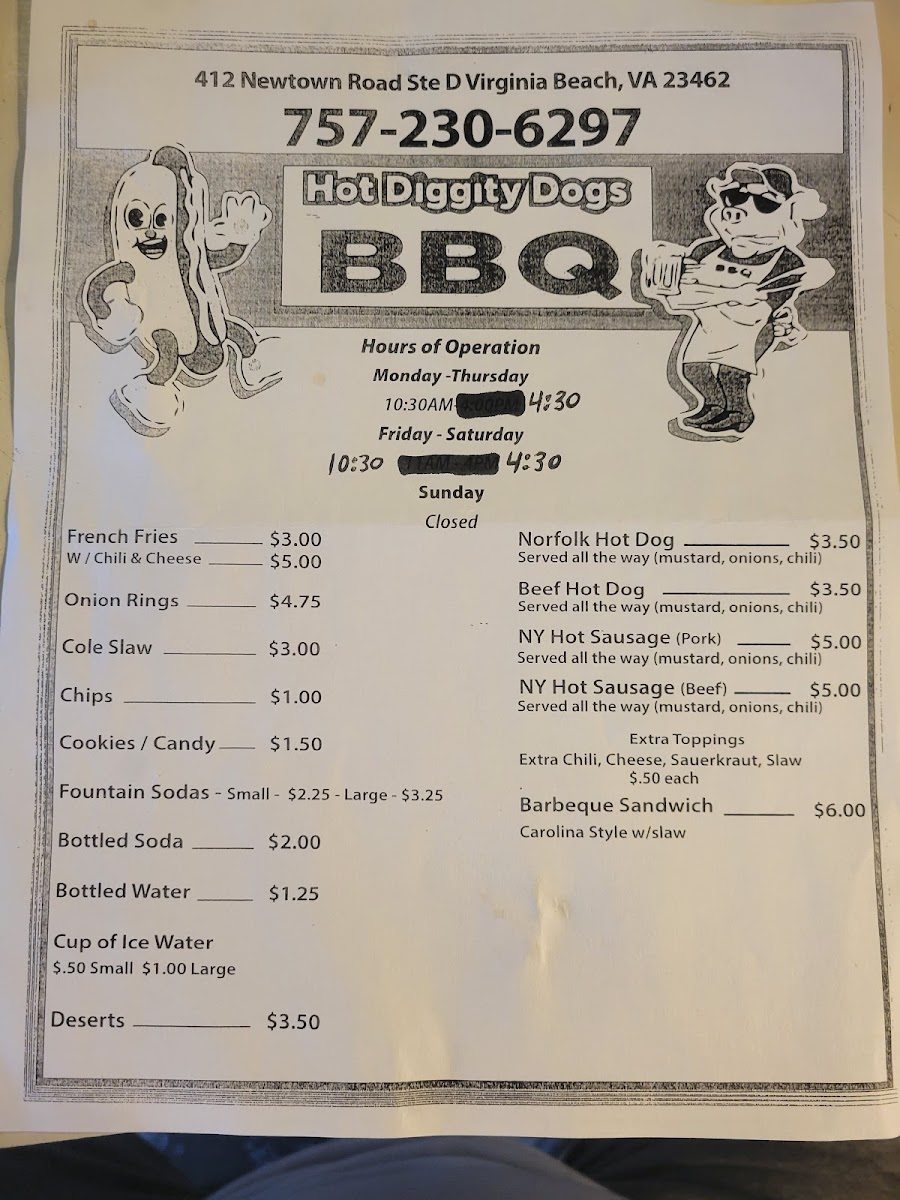 412 Newtown Road Ste D Virginia Beach, VA 23462
757-230-6297
Hot Diggity Dogs
BBQ
BBQ
Hours of Operation
Monday -Thursday
10:30AM-4:00PM 4:30
Friday - Saturday
10:30 11AM - 4PM 4:30
Sunday
Closed
French Fries $3.00
W / Chili & Cheese $5.00
Onion Rings $4.75
Cole Slaw $3.00
Chips $1.00
Cookies / Candy $1.50
Fountain Sodas - Small - $2.25 - Large - $3.25
Bottled Soda $2.00
Bottled Water $1.25
Cup of Ice Water
$.50 Small $1.00 Large
Deserts $3.50
Norfolk Hot Dog $3.50
Served all the way (mustard, onions, chili)
Beef Hot Dog $3.50
Served all the way (mustard, onions, chili)
NY Hot Sausage (Pork) $5.00
Served all the way (mustard, onions, chili)
NY Hot Sausage (Beef) $5.00
Served all the way (mustard, onions, chili)
Extra Toppings
Extra Chili, Cheese, Sauerkraut, Slaw
$.50 each
Barbeque Sandwich $6.00
Carolina Style w/slaw